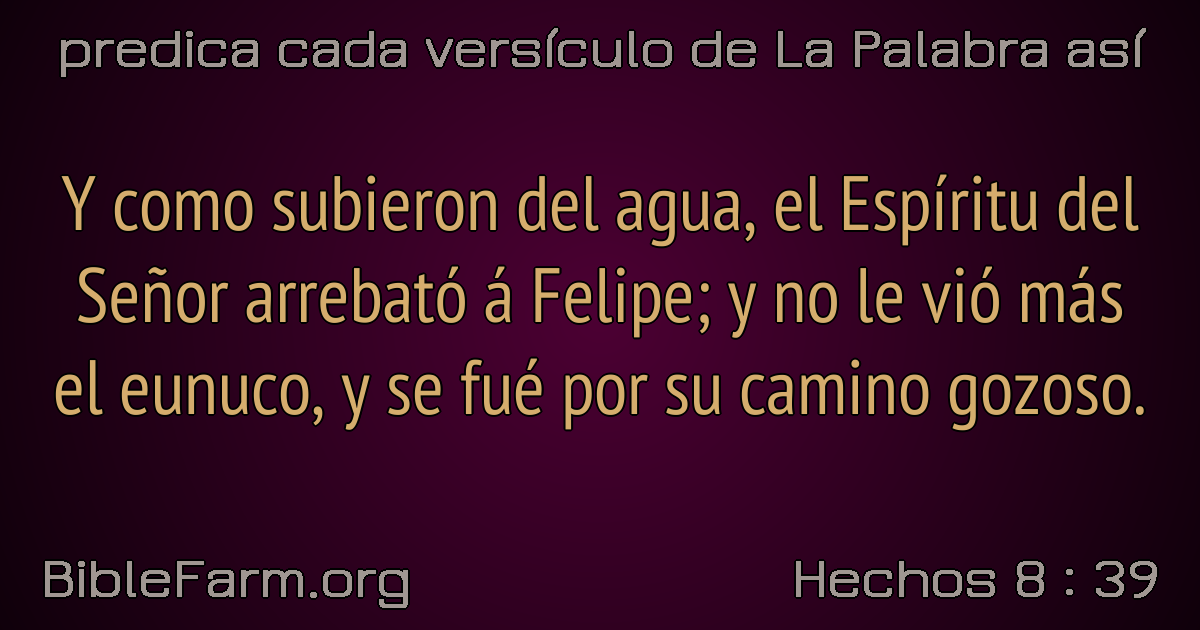 predica cada versículo de La Palabra así
Y como subieron del agua, el Espíritu del
Señor arrebató á Felipe; y no le vió más
el eunuco, y se fué por su camino gozoso.
BibleFarm.org
Hechos 8 : 39